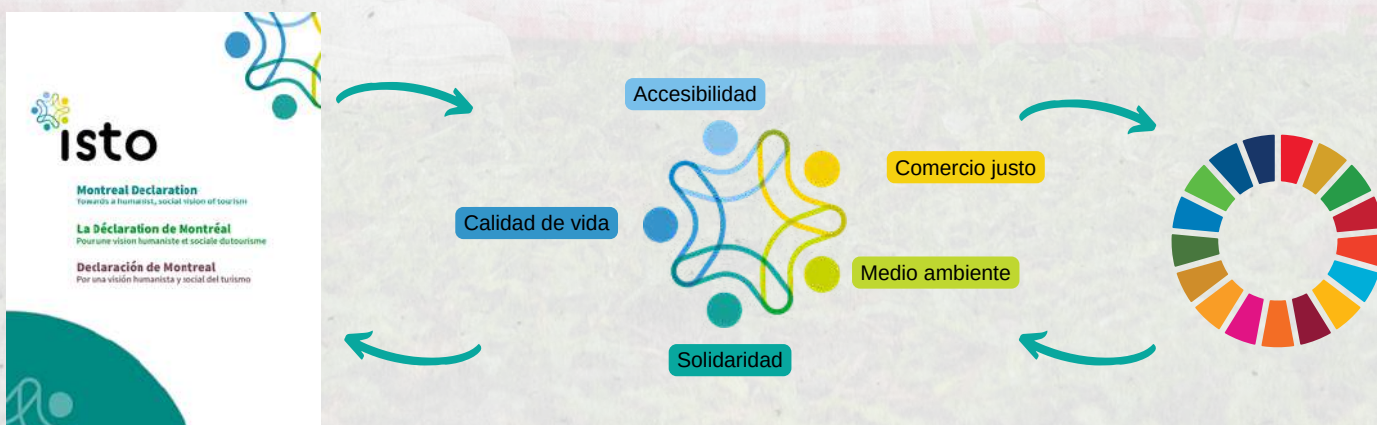 isto
Montreal Declaration
Towards a humanist, social vision of tourism
La Déclaration de Montréal
Pour une vision humaniste et sociale du tourisme
Declaración de Montreal
Por una visión humanista y social del turismo
Accesibilidad
Comercio justo
Calidad de vida
Medio ambiente
Solidaridad